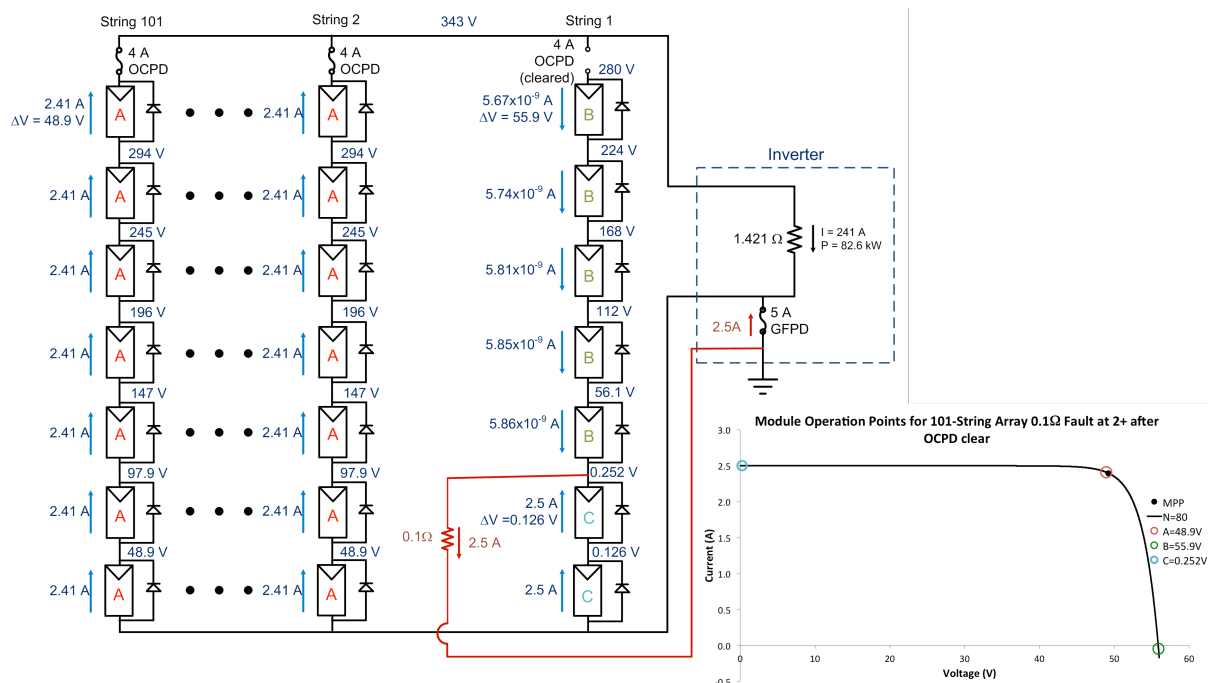 String 101
String 2
343 V
String 1
4 A
OCPD
4 A
OCPD
4 A
OCPD
(cleared)
280 V
2.41 A
ΔV = 48.9 V
A
2.41 A
A
5.67x10⁻⁹ A
ΔV = 55.9 V
B
294 V
294 V
224 V
Inverter
2.41 A
A
2.41 A
A
5.74x10⁻⁹ A
B
245 V
245 V
168 V
1.421 Ω
I = 241 A
P = 82.6 kW
2.41 A
A
2.41 A
A
5.81x10⁻⁹ A
B
196 V
196 V
112 V
5 A
GFPD
2.5A
2.41 A
A
2.41 A
A
5.85x10⁻⁹ A
B
147 V
147 V
56.1 V
2.41 A
A
2.41 A
A
5.86x10⁻⁹ A
B
97.9 V
97.9 V
0.252 V
2.41 A
A
2.41 A
A
0.1Ω
2.5 A
2.5 A
ΔV=0.126 V
C
48.9 V
48.9 V
0.126 V
2.41 A
A
2.41 A
A
2.5 A
C
Module Operation Points for 101-String Array 0.1Ω Fault at 2+ after
OCPD clear
Current (A)
3.0
2.5
2.0
1.5
1.0
0.5
0.0
-0.5
MPP
N=80
A=48.9V
B=55.9V
C=0.252V
0 10 20 30 40 50 60
Voltage (V)